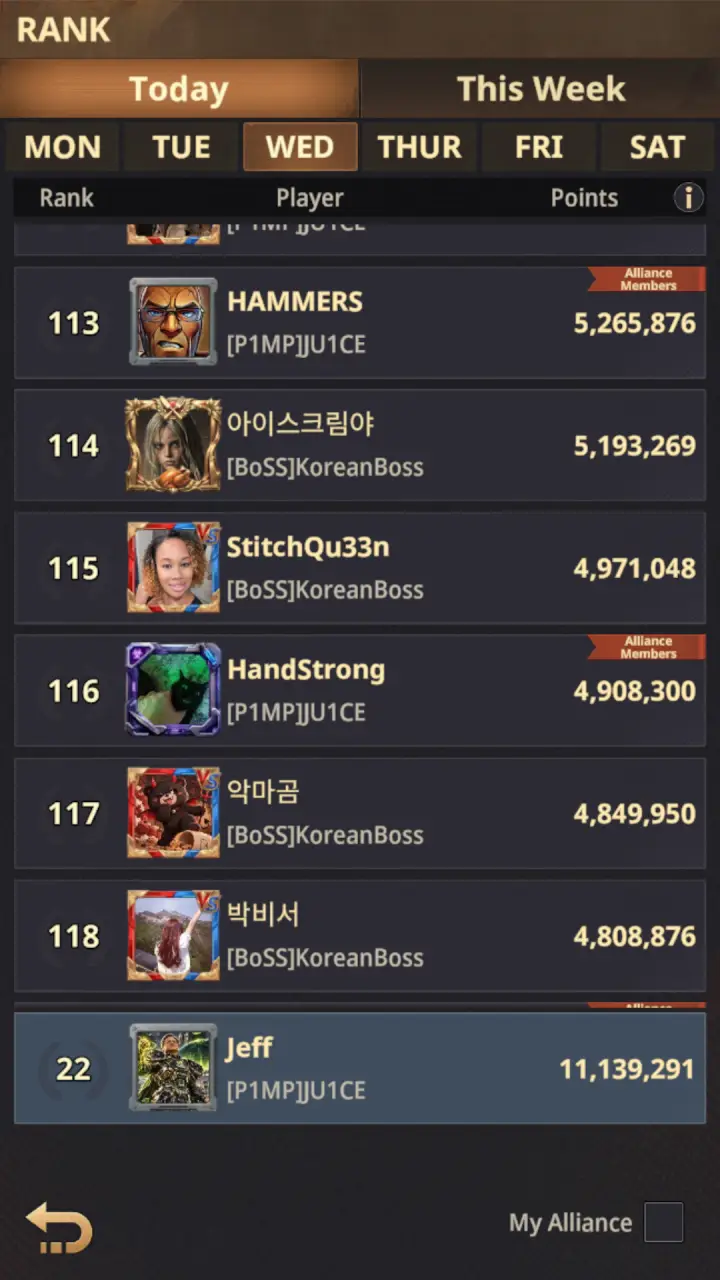 RANK
Today
This Week
MON TUE WED THUR FRI SAT
Rank Player Points i
[P1MP]JU1CE
Alliance
Members
113
HAMMERS
[P1MP]JU1CE
5,265,876
114
아이스크림야
[BoSS]KoreanBoss
5,193,269
115
StitchQu33n
[BoSS]KoreanBoss
4,971,048
Alliance
Members
116
HandStrong
[P1MP]JU1CE
4,908,300
117
악마곰
[BoSS]KoreanBoss
4,849,950
118
박비서
[BoSS]KoreanBoss
4,808,876
Alliance
22
Jeff
[P1MP]JU1CE
11,139,291
My Alliance